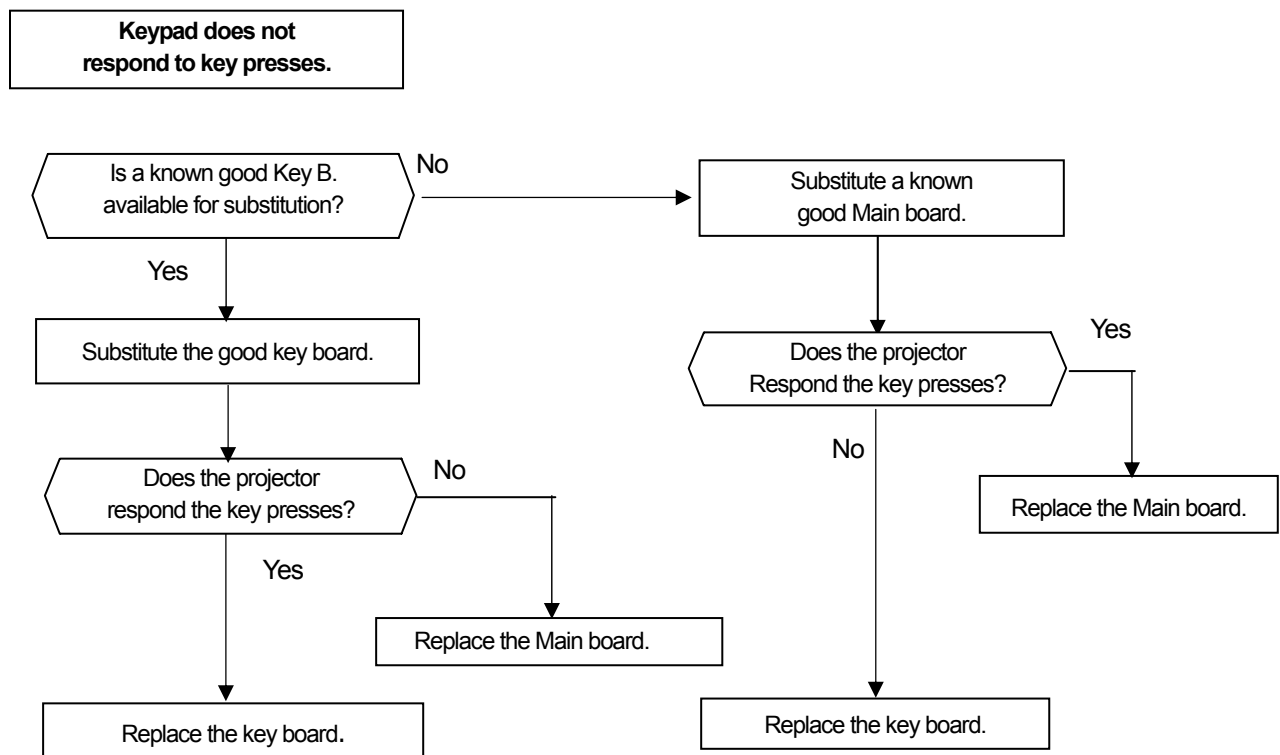 Keypad does not
respond to key presses.
Is a known good Key B.
available for substitution?
No
Substitute a known
good Main board.
Yes
Substitute the good key board.
Does the projector
Respond the key presses?
Yes
No
Does the projector
respond the key presses?
No
Replace the Main board.
Yes
Replace the Main board.
Replace the key board.
Replace the key board.